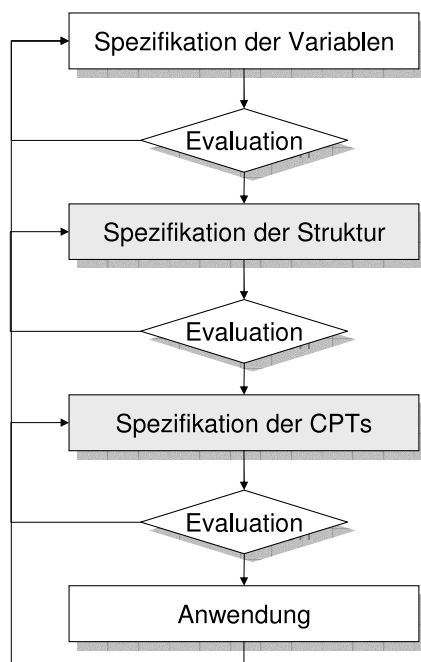 Spezifikation der Variablen
Evaluation
Spezifikation der Struktur
Evaluation
Spezifikation der CPTs
Evaluation
Anwendung